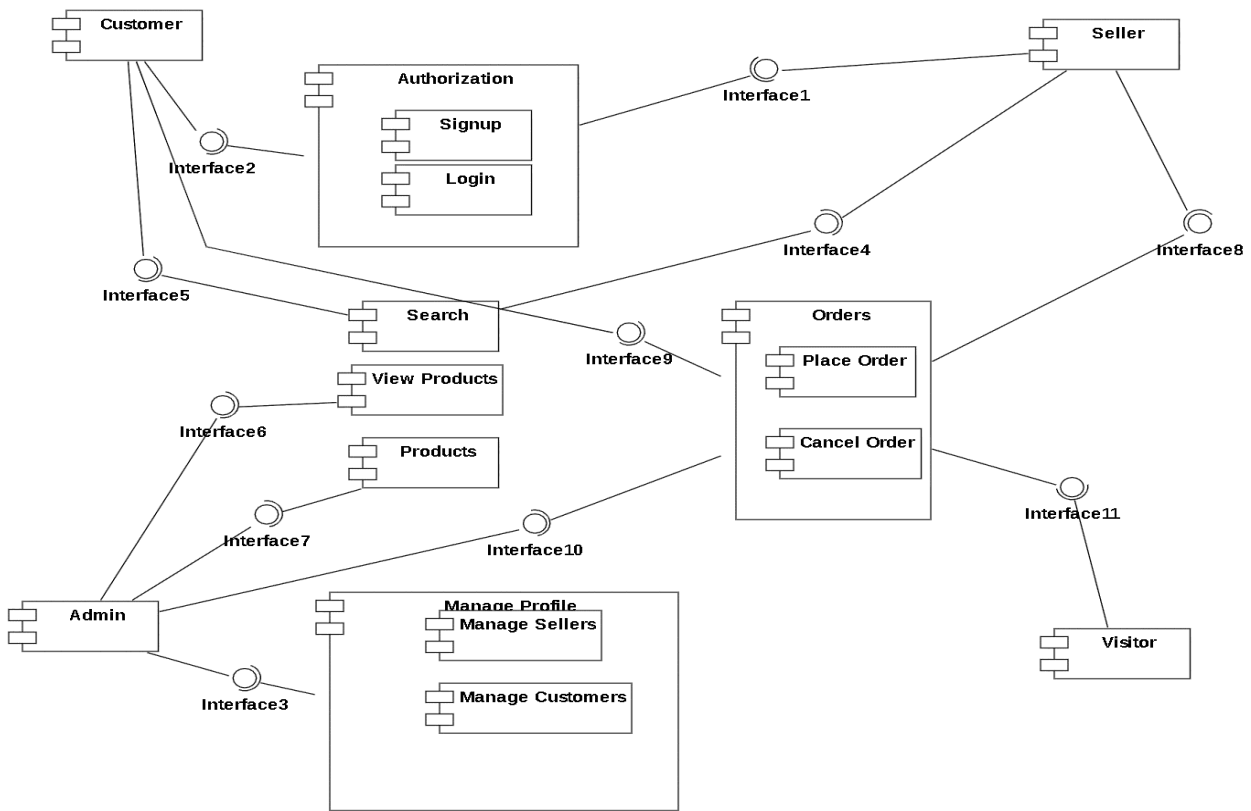 Customer
Seller
Authorization
Interface1
Signup
Interface2
Login
Interface4
Interface8
Interface5
Search
Orders
Interface9
Place Order
View Products
Interface6
Products
Cancel Order
Interface11
Interface7
Interface10
Admin
Manage Profile
Manage Sellers
Visitor
Interface3
Manage Customers